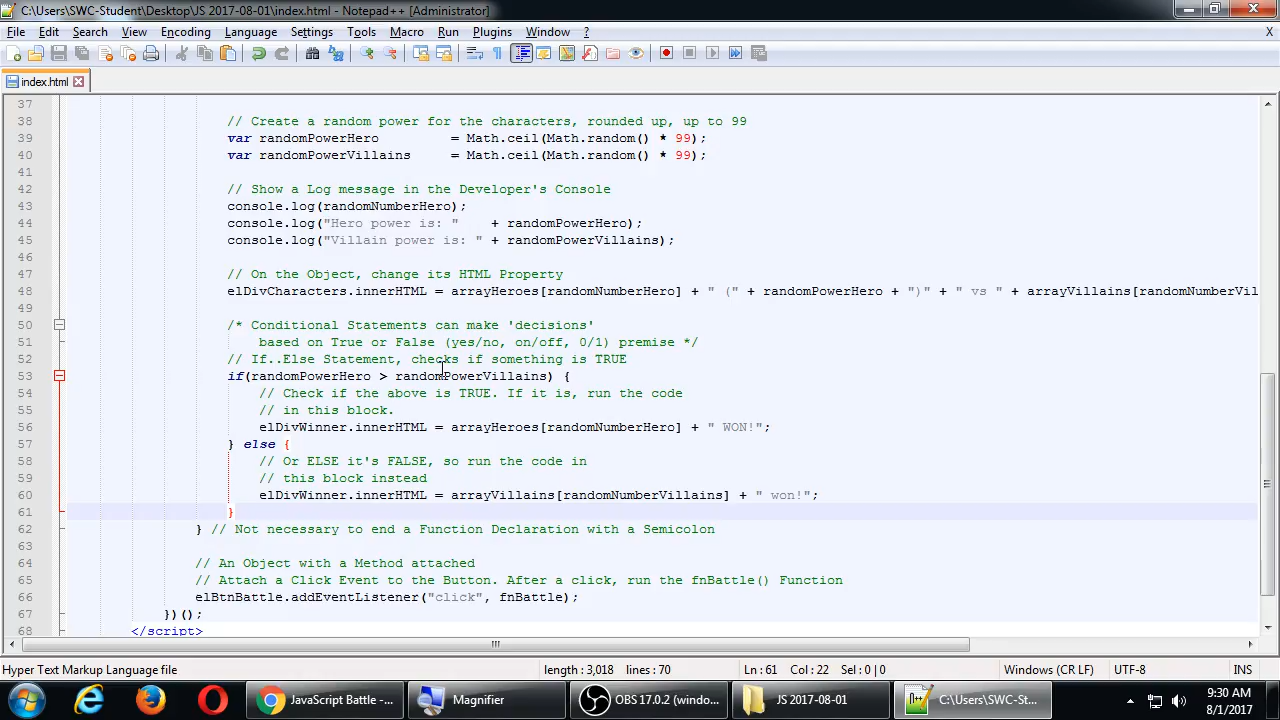 C:\Users\SWC-Student\Desktop\JS 2017-08-01\index.html - Notepad++ [Administrator]
File Edit Search View Encoding Language Settings Tools Macro Run Plugins Window ? X
index.html
37
38 // Create a random power for the characters, rounded up, up to 99
39 var randomPowerHero = Math.ceil(Math.random() * 99);
40 var randomPowerVillains = Math.ceil(Math.random() * 99);
41
42 // Show a Log message in the Developer's Console
43 console.log(randomNumberHero);
44 console.log("Hero power is: " + randomPowerHero);
45 console.log("Villain power is: " + randomPowerVillains);
46
47 // On the Object, change its HTML Property
48 elDivCharacters.innerHTML = arrayHeroes[randomNumberHero] + " (" + randomPowerHero + ")" + " vs " + arrayVillains[randomNumberVil
49
50 /* Conditional Statements can make 'decisions'
51 based on True or False (yes/no, on/off, 0/1) premise */
52 // If..Else Statement, checks if something is TRUE
53 if(randomPowerHero > randomPowerVillains) {
54 // Check if the above is TRUE. If it is, run the code
55 // in this block.
56 elDivWinner.innerHTML = arrayHeroes[randomNumberHero] + " WON!";
57 } else {
58 // Or ELSE it's FALSE, so run the code in
59 // this block instead
60 elDivWinner.innerHTML = arrayVillains[randomNumberVillains] + " won!";
61 }
62 } // Not necessary to end a Function Declaration with a Semicolon
63
64 // An Object with a Method attached
65 // Attach a Click Event to the Button. After a click, run the fnBattle() Function
66 elBtnBattle.addEventListener("click", fnBattle);
67 })();
68 </script>
Hyper Text Markup Language file length : 3,018 lines : 70 Ln : 61 Col : 22 Sel : 0 | 0 Windows (CR LF) UTF-8 INS
JavaScript Battle -... Magnifier OBS 17.0.2 (windo... JS 2017-08-01 C:\Users\SWC-St... 9:30 AM
8/1/2017